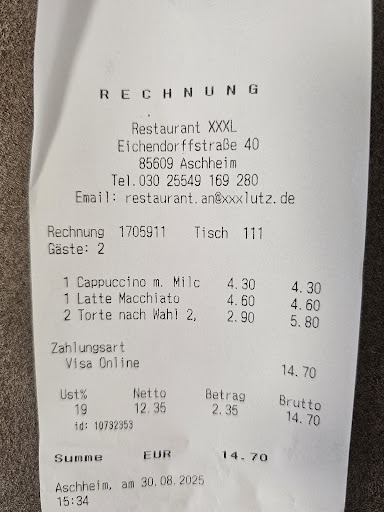 RECHNUNG
Restaurant XXXL
Eichendorffstraße 40
85609 Aschheim
Tel.030 25549 169 280
Email: restaurant.an@xxxlutz.de
Rechnung 1705911 Tisch 111
Gäste: 2
1 Cappuccino m. Milc 4.30 4.30
1 Latte Macchiato 4.60 4.60
2 Torte nach Wahl 2, 2.90 5.80
Zahlungsart
Visa Online 14.70
Ust% Netto Betrag Brutto
19 12.35 2.35 14.70
id: 10732353
Summe EUR 14.70
Aschheim, am 30.08.2025
15:34